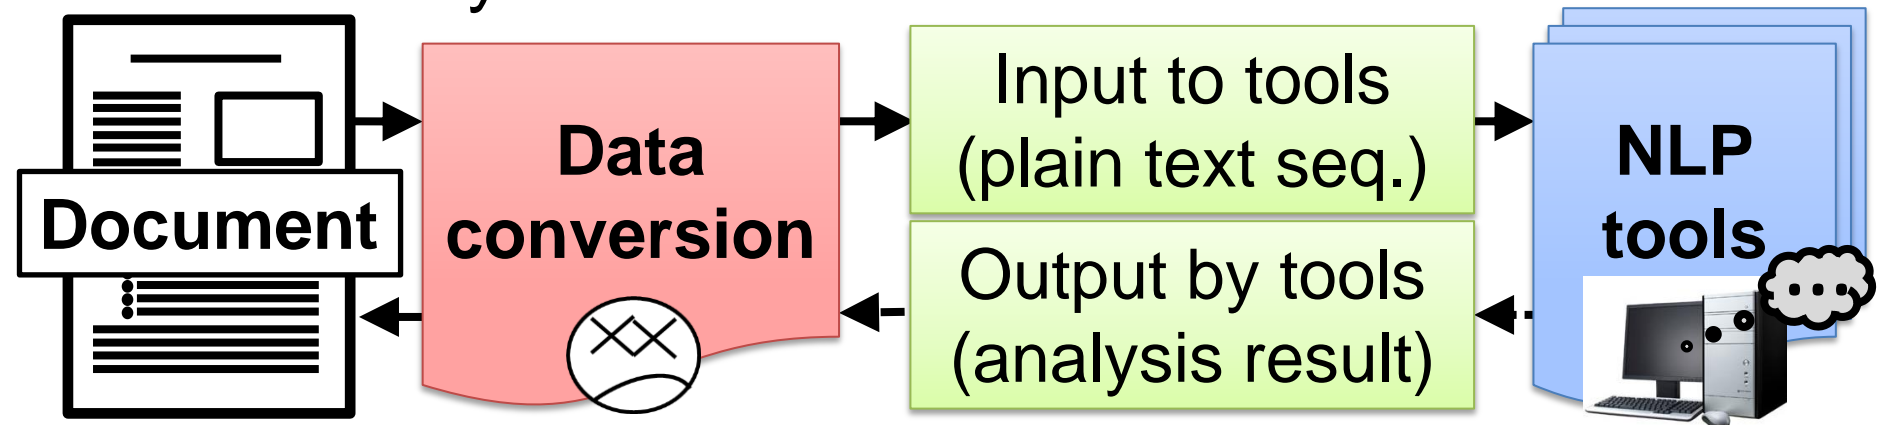 Document
Data
conversion
Input to tools
(plain text seq.)
Output by tools
(analysis result)
NLP
tools
...